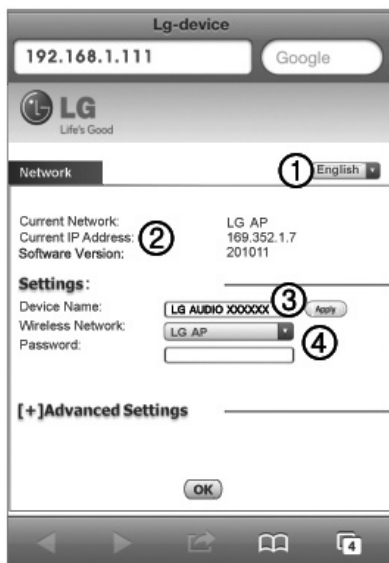 Lg-device
192.168.1.111 Google
LG
Life's Good
Network ① English
Current Network: LG AP
Current IP Address: ② 169.352.1.7
Software Version: 201011
Settings:
Device Name: LG AUDIO XXXXXX ③ Apply
Wireless Network: LG AP ④
Password:
[+]Advanced Settings
OK
4